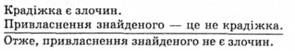 Крадіжка є злочин.
Привласнення знайденого — це не крадіжка.
Отже, привласнення знайденого не є злочин.